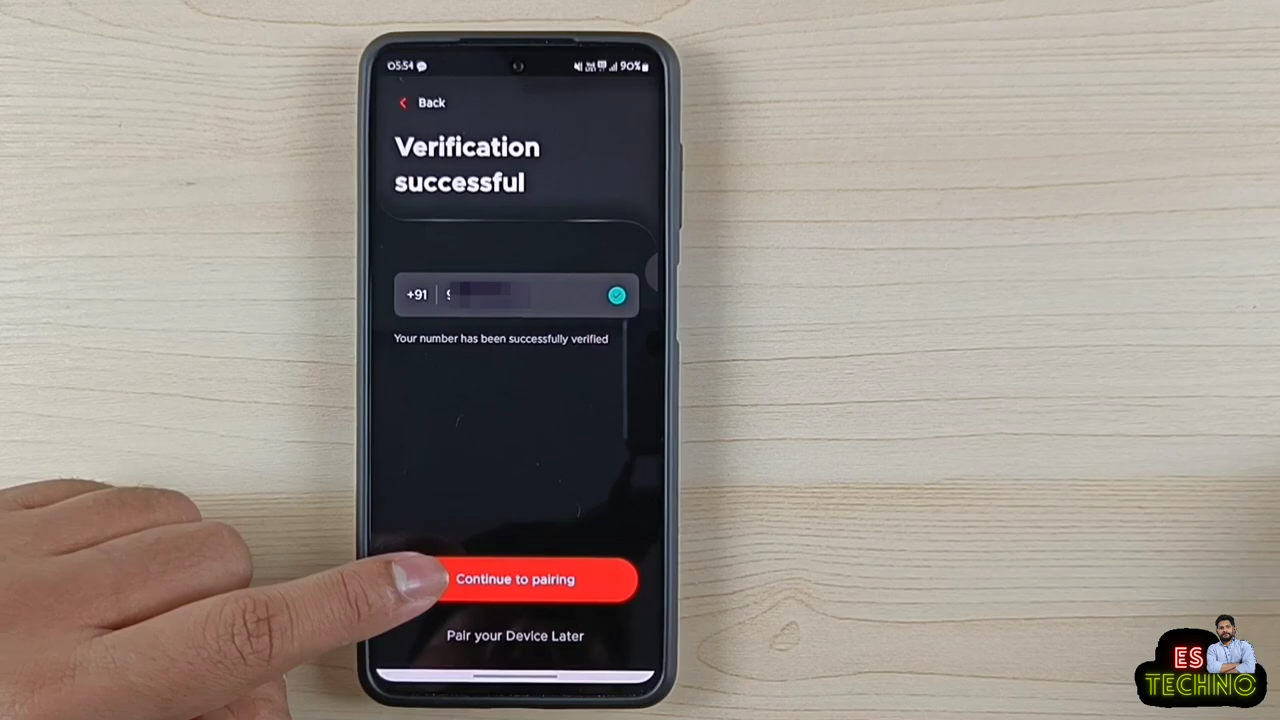 05:54
90%
Back
Verification
successful
+91
Your number has been successfully verified
Continue to pairing
Pair your Device Later
ES
TECHNO